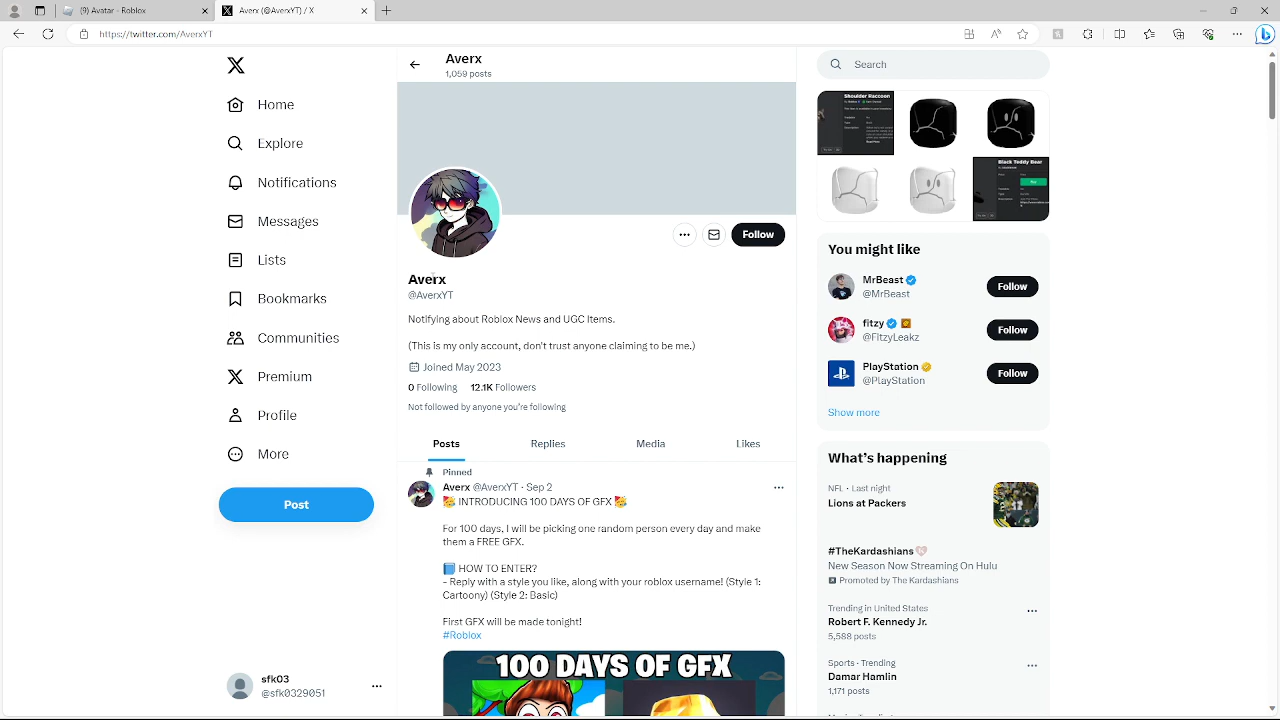 (9) Avatar - Roblox
Averx (@AverxYT) / X
https://twitter.com/AverxYT
Home
Explore
Notifications
Messages
Lists
Bookmarks
Communities
Premium
Profile
More
Post
sfk03
@sfk0329051
Averx
1,059 posts
Follow
Averx
@AverxYT
Notifying about Roblox News and UGC Items.
(This is my only account, don't trust anyone claiming to be me.)
Joined May 2023
0 Following 12.1K Followers
Not followed by anyone you're following
Posts Replies Media Likes
Pinned
Averx @AverxYT · Sep 2
🎉 INTRODUCING 100 DAYS OF GFX 🎉
For 100 days, I will be picking one random person every day and make
them a FREE GFX.
📘 HOW TO ENTER?
- Reply with a style you like, along with your roblox username! (Style 1:
Cartoony) (Style 2: Basic)
First GFX will be made tonight!
#Roblox
100 DAYS OF GFX
Search
Shoulder Raccoon
Black Teddy Bear
Buy
You might like
MrBeast
@MrBeast
Follow
fitzy
@FItzyLeakz
Follow
PlayStation
@PlayStation
Follow
Show more
What's happening
NFL · Last night
Lions at Packers
#TheKardashians
New Season Now Streaming On Hulu
Promoted by The Kardashians
Trending in United States
Robert F. Kennedy Jr.
5,588 posts
Sports · Trending
Damar Hamlin
1,171 posts